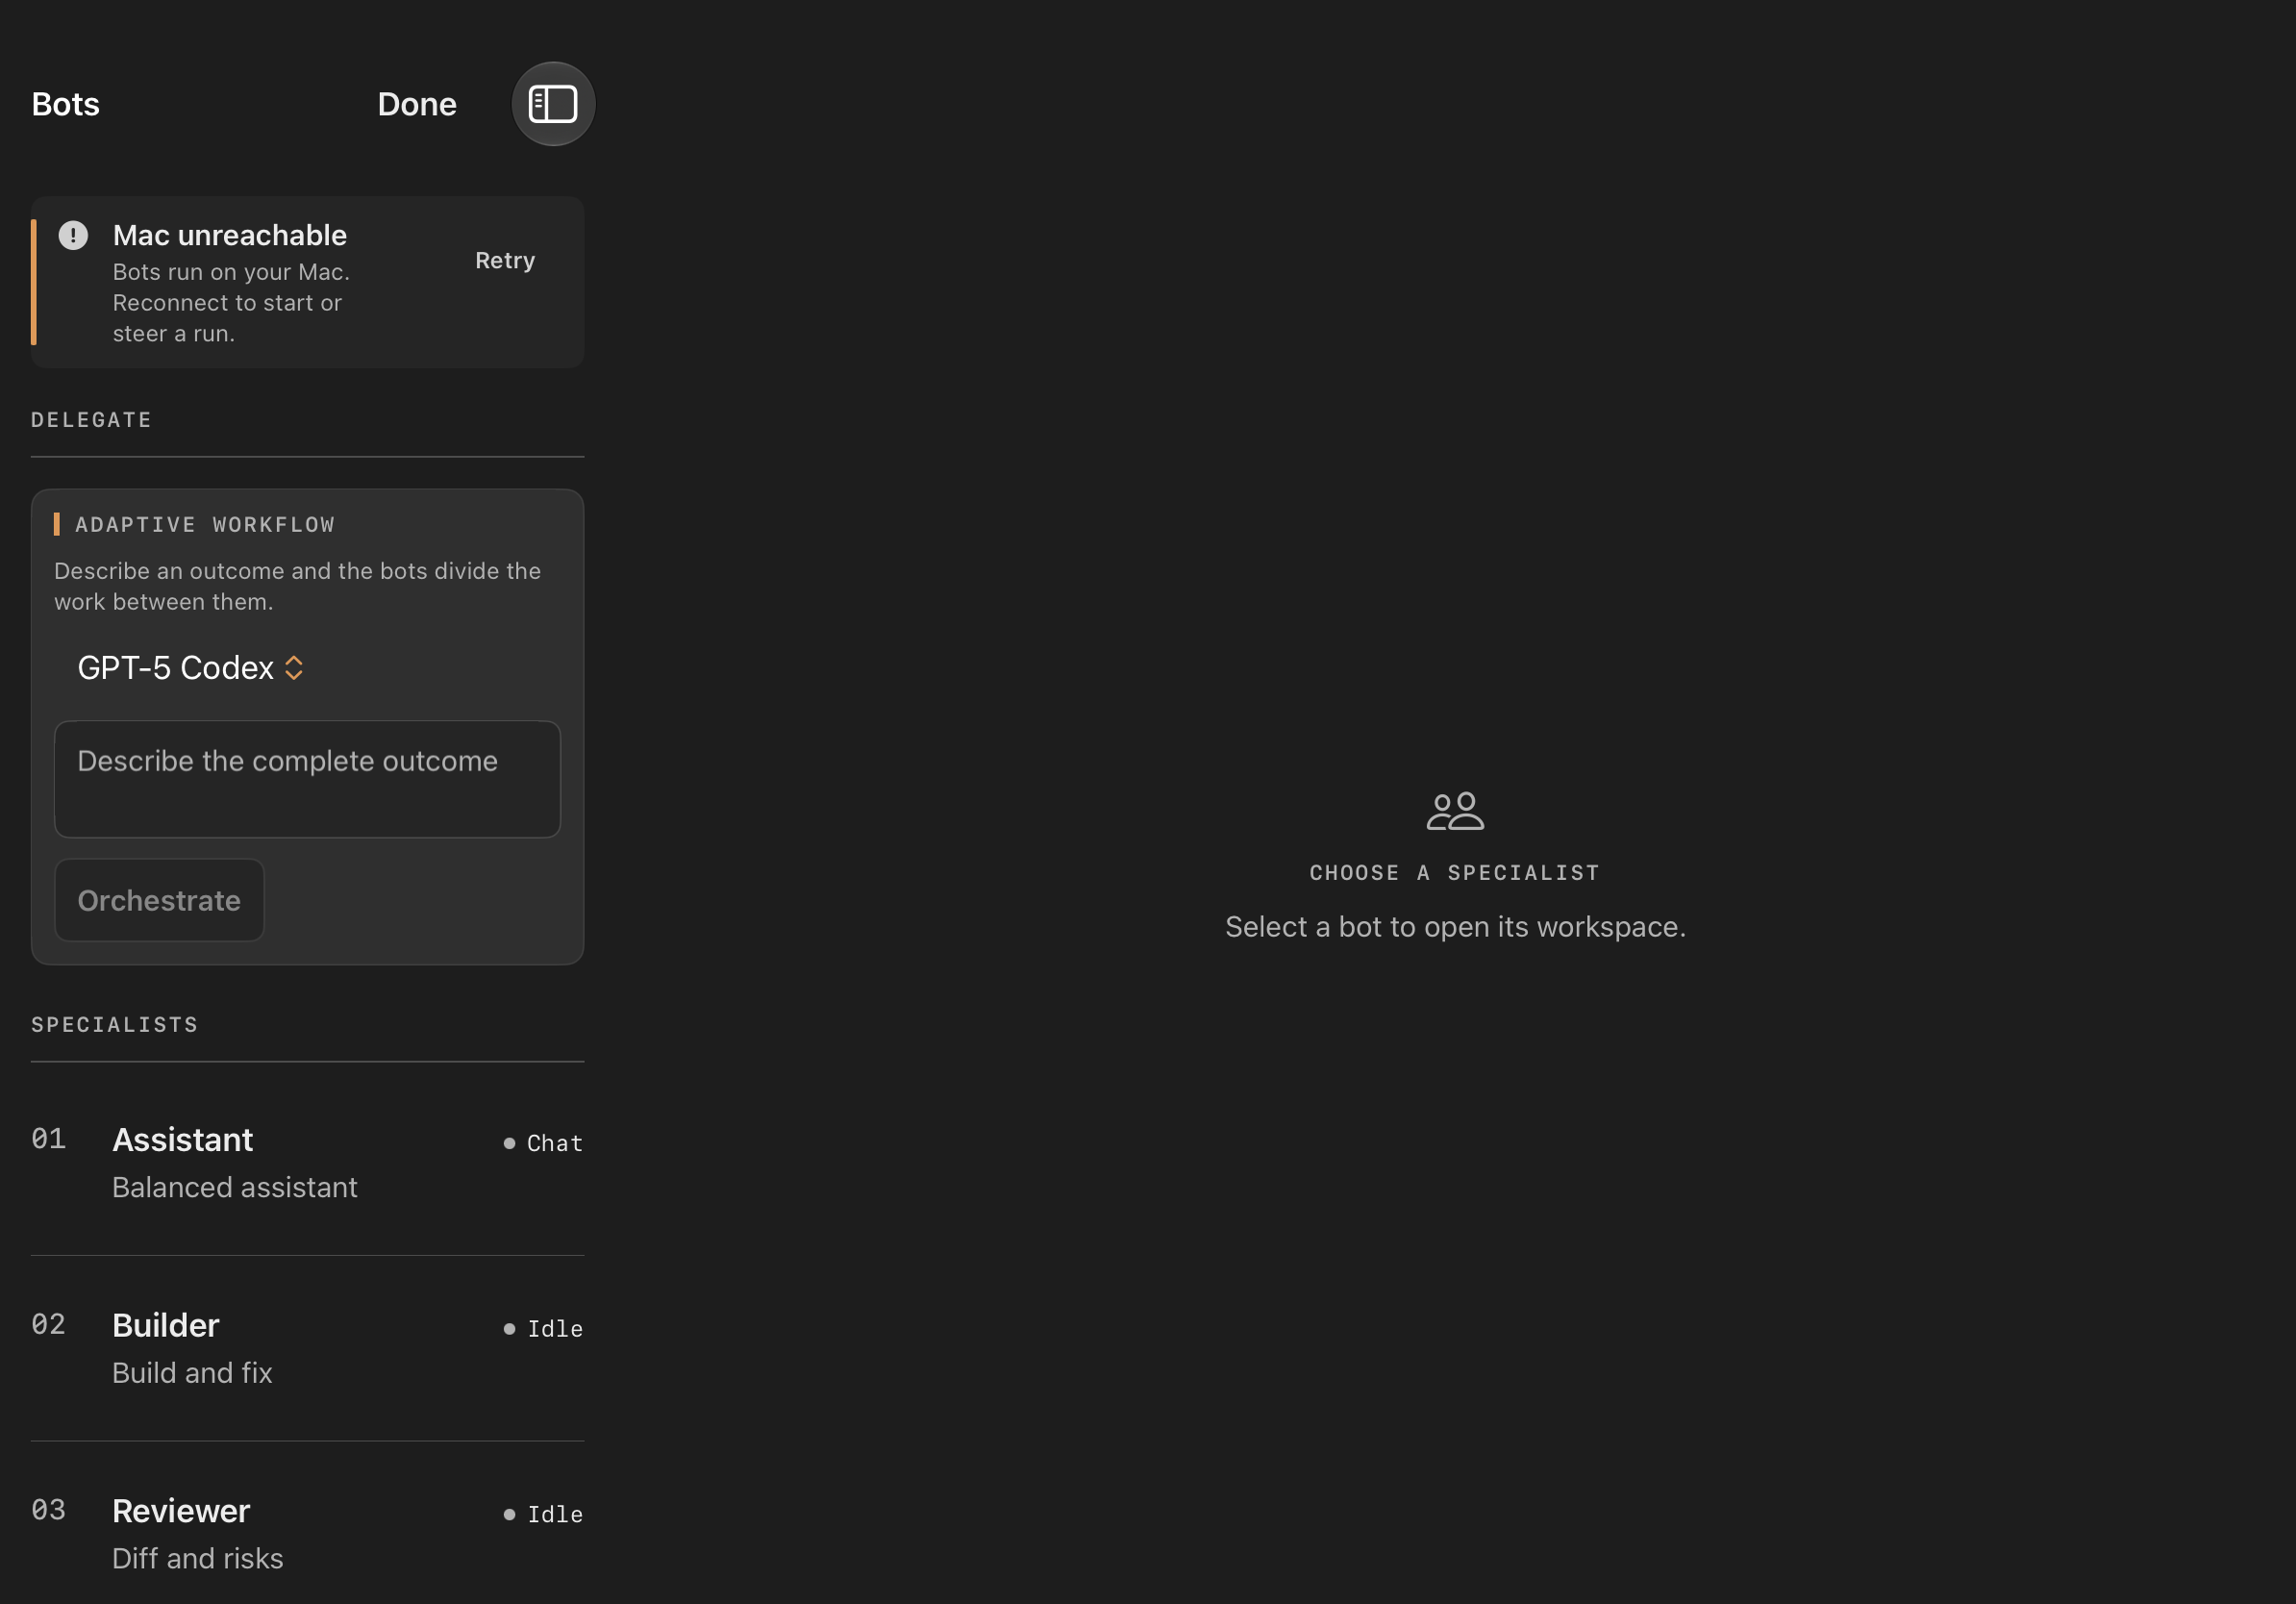 Bots
Done
Mac unreachable
Bots run on your Mac.
Reconnect to start or
steer a run.
Retry
DELEGATE
ADAPTIVE WORKFLOW
Describe an outcome and the bots divide the
work between them.
GPT-5 Codex
Describe the complete outcome
Orchestrate
SPECIALISTS
01
Assistant
Chat
Balanced assistant
02
Builder
Idle
Build and fix
03
Reviewer
Idle
Diff and risks
CHOOSE A SPECIALIST
Select a bot to open its workspace.